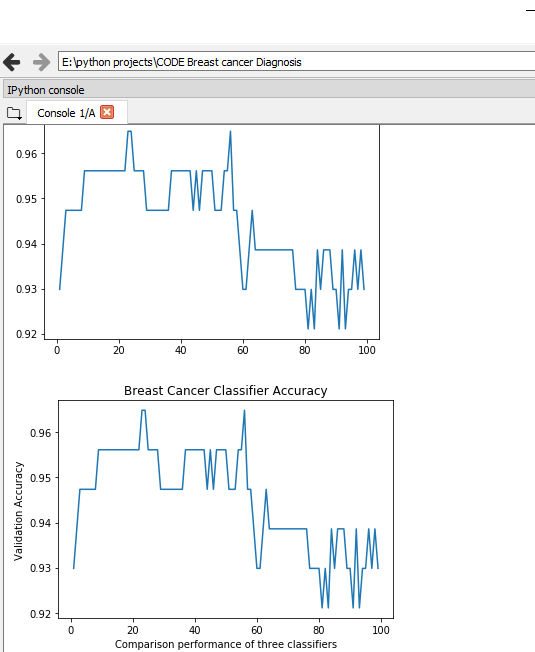 E:\python projects\CODE Breast cancer Diagnosis
IPython console
Console 1/A
0.96
0.95
0.94
0.93
0.92
0 20 40 60 80 100
Breast Cancer Classifier Accuracy
0.96
0.95
0.94
0.93
0.92
Validation Accuracy
0 20 40 60 80 100
Comparison performance of three classifiers